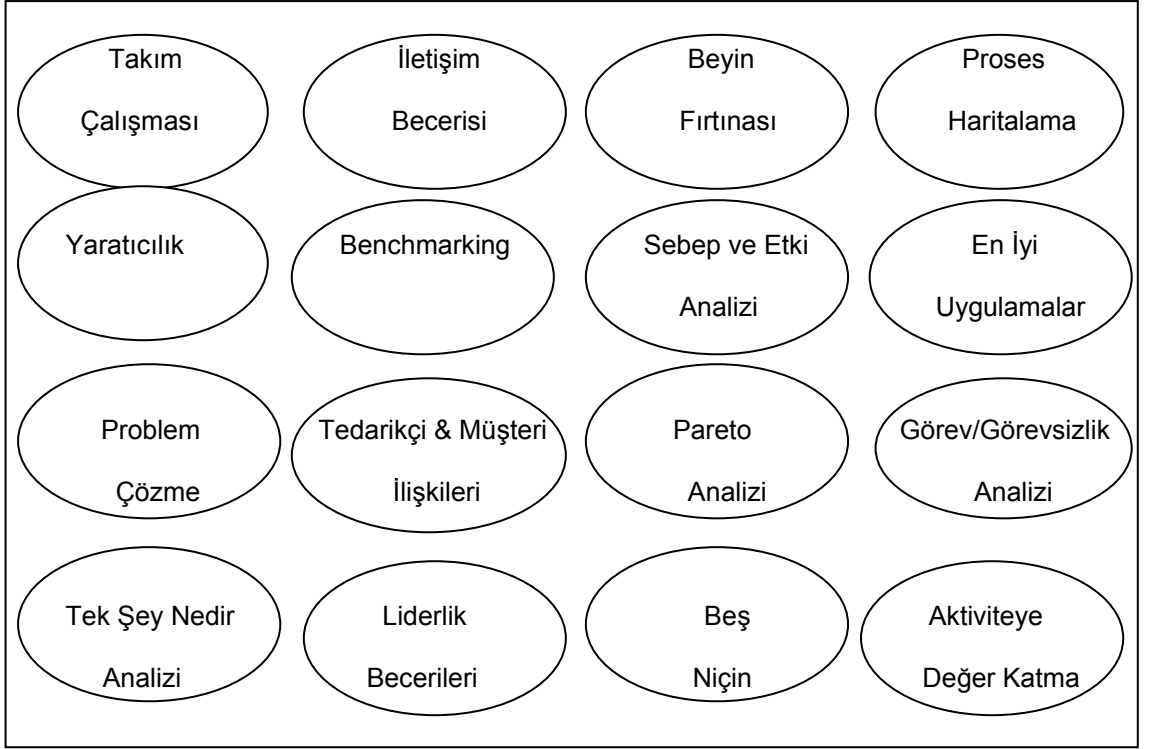 Takım
Çalışması
İletişim
Becerisi
Beyin
Fırtınası
Proses
Haritalama
Yaratıcılık
Benchmarking
Sebep ve Etki
Analizi
En İyi
Uygulamalar
Problem
Çözme
Tedarikçi & Müşteri
İlişkileri
Pareto
Analizi
Görev/Görevsizlik
Analizi
Tek Şey Nedir
Analizi
Liderlik
Becerileri
Beş
Niçin
Aktiviteye
Değer Katma